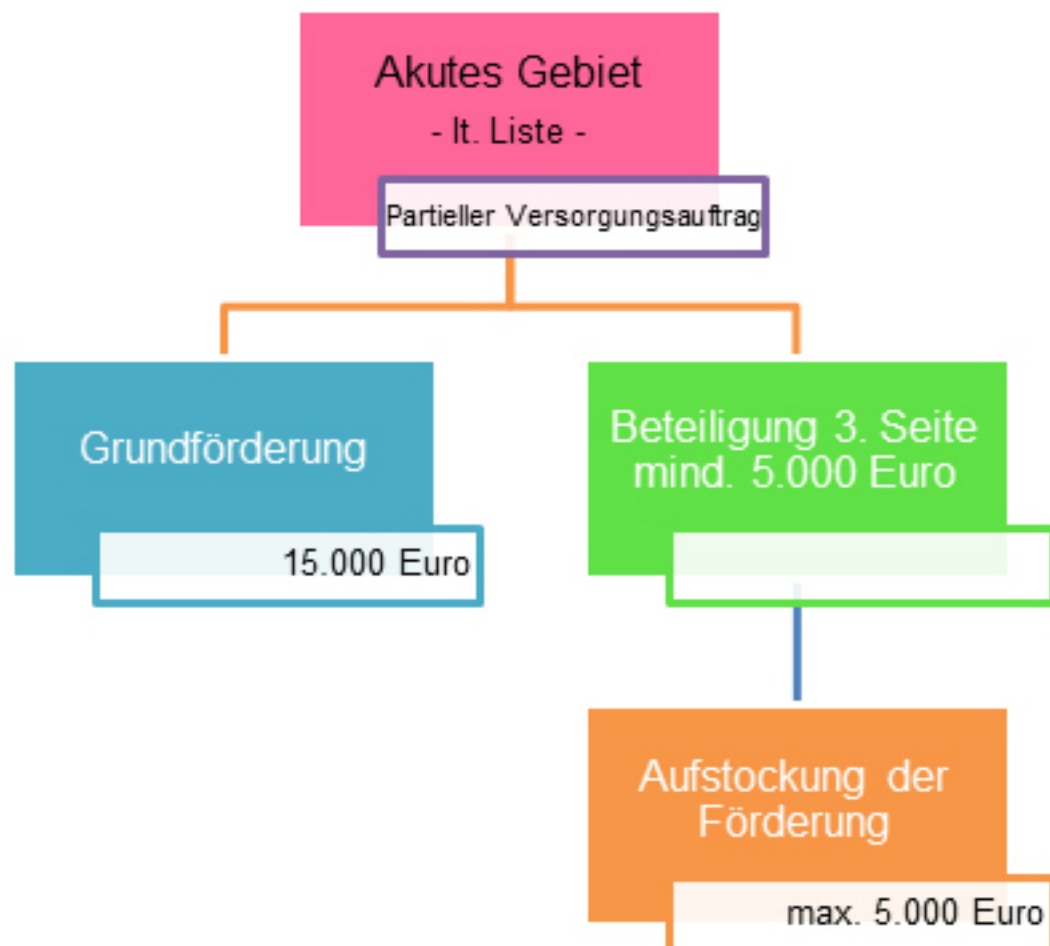 Akutes Gebiet
- lt. Liste -
Partieller Versorgungsauftrag
Grundförderung
15.000 Euro
Beteiligung 3. Seite
mind. 5.000 Euro
Aufstockung der
Förderung
max. 5.000 Euro